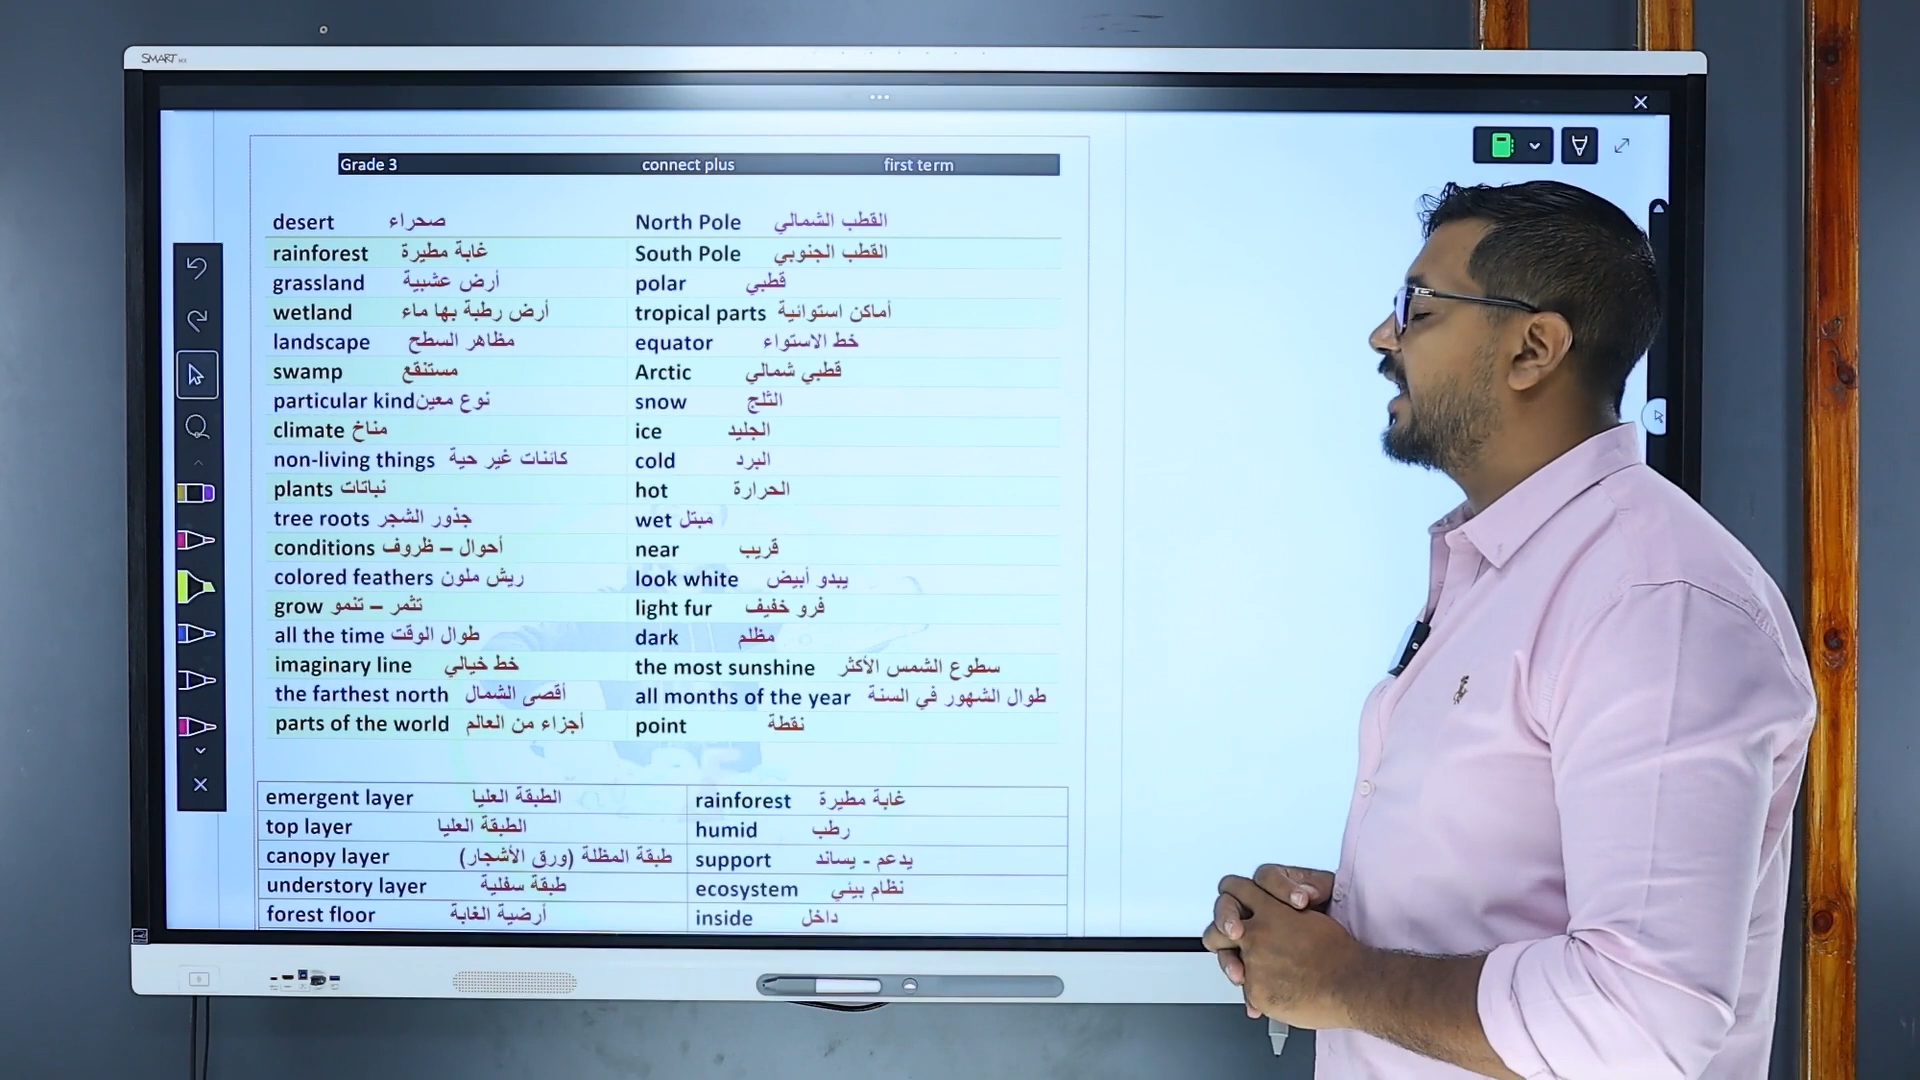 SMART MX
Grade 3 connect plus first term
desert صحراء North Pole القطب الشمالي
rainforest غابة مطيرة South Pole القطب الجنوبي
grassland أرض عشبية polar قطبي
wetland أرض رطبة بها ماء tropical parts أماكن استوائية
landscape مظاهر السطح equator خط الاستواء
swamp مستنقع Arctic قطبي شمالي
particular kind نوع معين snow الثلج
climate مناخ ice الجليد
non-living things كائنات غير حية cold البرد
plants نباتات hot الحرارة
tree roots جذور الشجر wet مبتل
conditions أحوال – ظروف near قريب
colored feathers ريش ملون look white يبدو أبيض
grow تثمر – تنمو light fur فرو خفيف
all the time طوال الوقت dark مظلم
imaginary line خط خيالي the most sunshine سطوع الشمس الأكثر
the farthest north أقصى الشمال all months of the year طوال الشهور في السنة
parts of the world أجزاء من العالم point نقطة
emergent layer الطبقة العليا rainforest غابة مطيرة
top layer الطبقة العليا humid رطب
canopy layer طبقة المظلة (ورق الأشجار) support يدعم - يساند
understory layer طبقة سفلية ecosystem نظام بيئي
forest floor أرضية الغابة inside داخل